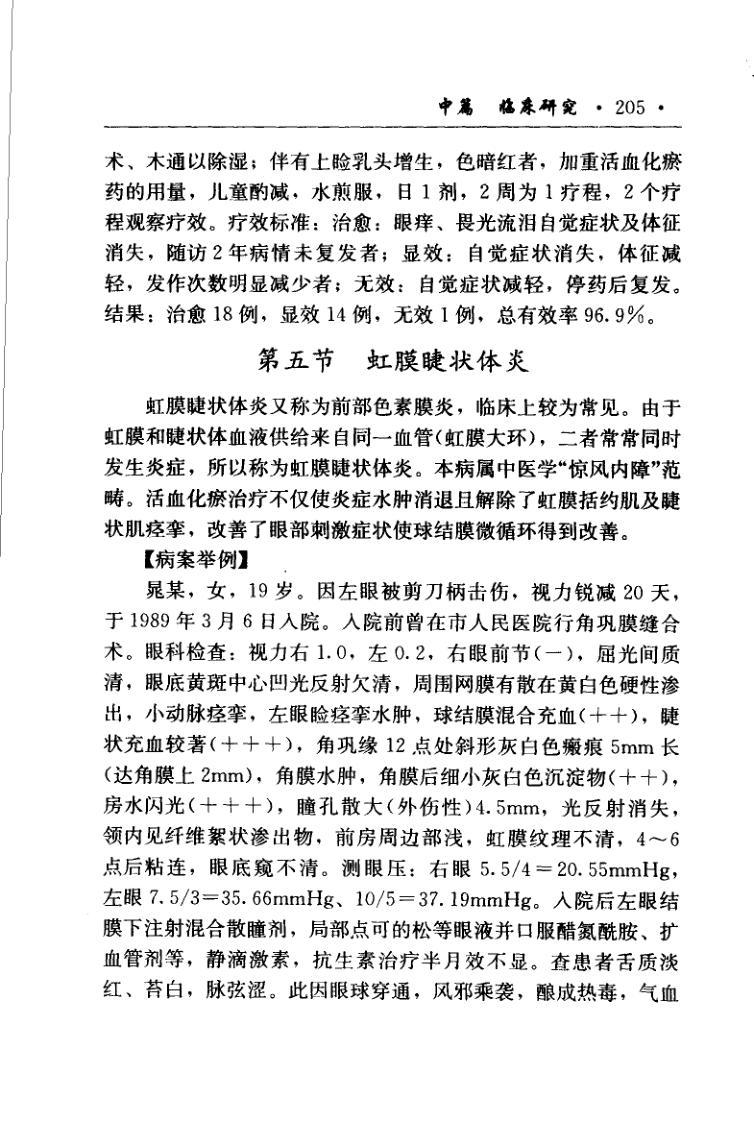 中篇 临床研究 · 205 ·
术、木通以除湿；伴有上睑乳头增生，色暗红者，加重活血化瘀
药的用量，儿童酌减，水煎服，日 1 剂，2 周为 1 疗程，2 个疗
程观察疗效。疗效标准：治愈：眼痒、畏光流泪自觉症状及体征
消失，随访 2 年病情未复发者；显效：自觉症状消失，体征减
轻，发作次数明显减少者；无效：自觉症状减轻，停药后复发。
结果：治愈 18 例，显效 14 例，无效 1 例，总有效率 96.9%。
第五节 虹膜睫状体炎
虹膜睫状体炎又称为前部色素膜炎，临床上较为常见。由于
虹膜和睫状体血液供给来自同一血管(虹膜大环)，二者常常同时
发生炎症，所以称为虹膜睫状体炎。本病属中医学“惊风内障”范
畴。活血化瘀治疗不仅使炎症水肿消退且解除了虹膜括约肌及睫
状肌痉挛，改善了眼部刺激症状使球结膜微循环得到改善。
【病案举例】
晁某，女，19 岁。因左眼被剪刀柄击伤，视力锐减 20 天，
于 1989 年 3 月 6 日入院。入院前曾在市人民医院行角巩膜缝合
术。眼科检查：视力右 1.0，左 0.2，右眼前节(一)，屈光间质
清，眼底黄斑中心凹光反射欠清，周围网膜有散在黄白色硬性渗
出，小动脉痉挛，左眼睑痉挛水肿，球结膜混合充血(＋＋)，睫
状充血较著(＋＋＋)，角巩缘 12 点处斜形灰白色瘢痕 5mm 长
(达角膜上 2mm)，角膜水肿，角膜后细小灰白色沉淀物(＋＋)，
房水闪光(＋＋＋)，瞳孔散大(外伤性)4.5mm，光反射消失，
领内见纤维絮状渗出物，前房周边部浅，虹膜纹理不清，4～6
点后粘连，眼底窥不清。测眼压：右眼 5.5/4＝20.55mmHg，
左眼 7.5/3=35.66mmHg、10/5=37.19mmHg。入院后左眼结
膜下注射混合散瞳剂，局部点可的松等眼液并口服醋氮酰胺、扩
血管剂等，静滴激素，抗生素治疗半月效不显。查患者舌质淡
红、苔白，脉弦涩。此因眼球穿通，风邪乘袭，酿成热毒，气血